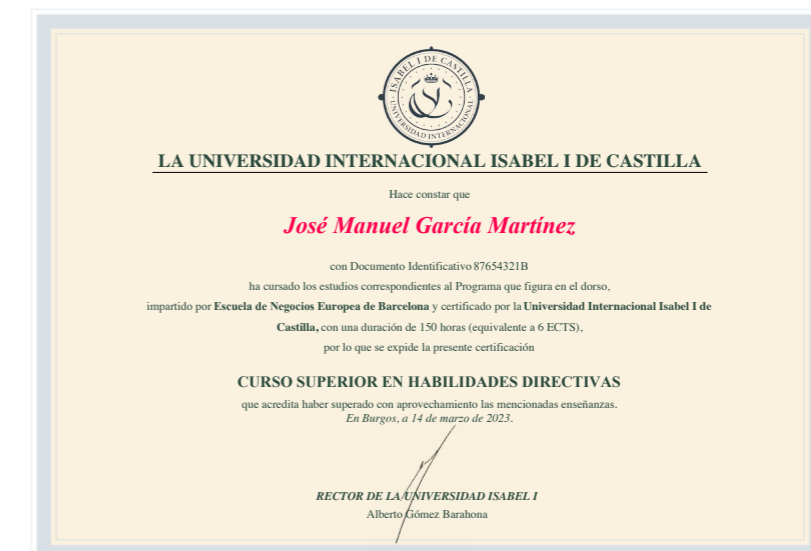 ISABEL I DE CASTILLA
UNIVERSIDAD INTERNACIONAL
LA UNIVERSIDAD INTERNACIONAL ISABEL I DE CASTILLA
Hace constar que
José Manuel García Martínez
con Documento Identificativo 87654321B
ha cursado los estudios correspondientes al Programa que figura en el dorso,
impartido por Escuela de Negocios Europea de Barcelona y certificado por la Universidad Internacional Isabel I de
Castilla, con una duración de 150 horas (equivalente a 6 ECTS),
por lo que se expide la presente certificación
CURSO SUPERIOR EN HABILIDADES DIRECTIVAS
que acredita haber superado con aprovechamiento las mencionadas enseñanzas.
En Burgos, a 14 de marzo de 2023.
RECTOR DE LA UNIVERSIDAD ISABEL I
Alberto Gómez Barahona